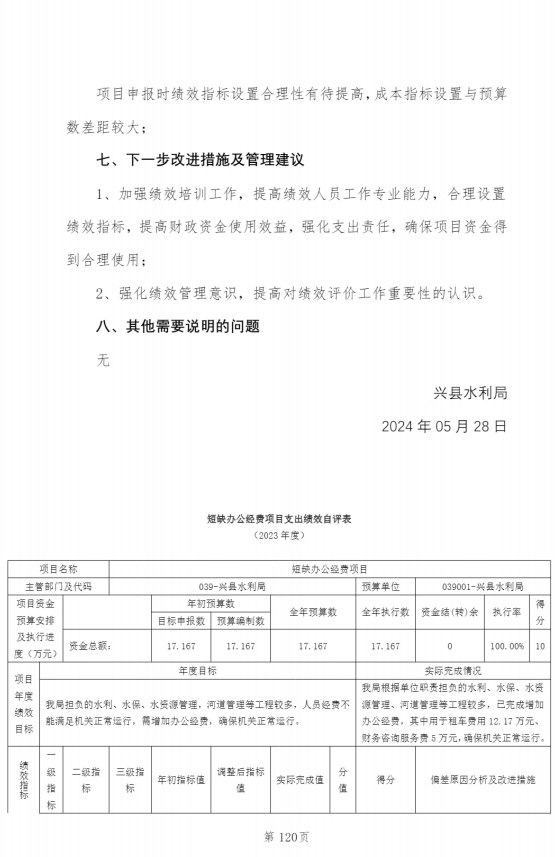 项目申报时绩效指标设置合理性有待提高，成本指标设置与预算
数差距较大；
七、下一步改进措施及管理建议
1、加强绩效培训工作，提高绩效人员工作专业能力，合理设置
绩效指标，提高财政资金使用效益，强化支出责任，确保项目资金得
到合理使用；
2、强化绩效管理意识，提高对绩效评价工作重要性的认识。
八、其他需要说明的问题
无
兴县水利局
2024 年 05 月 28 日
短缺办公经费项目支出绩效自评表
（2023 年度）
项目名称 短缺办公经费项目
主管部门及代码 039-兴县水利局 预算单位 039001-兴县水利局
项目资金
预算安排
及执行进
度（万元） 年初预算数 全年预算数 全年执行数 资金结(转)余 执行率 得
分
目标申报数 预算编制数
资金总额： 17.167 17.167 17.167 17.167 0 100.00% 10
项目
年度
绩效
目标 年度目标 实际完成情况
我局担负的水利、水保、水资源管理，河道管理等工程较多，人员经费不
能满足机关正常运行，需增加办公经费，确保机关正常运行。
我局根据单位职责担负的水利、水保、水资
源管理、河道管理等工程较多，已完成增加
办公经费，其中用于租车费用 12.17 万元、
财务咨询服务费 5 万元，确保机关正常运行。
绩
效
指
标
一
级
指
标
二级指
标
三级指
标
年初指标值
调整后指标
值
实际完成值
分
值
得分
偏差原因分析及改进措施
第 120页